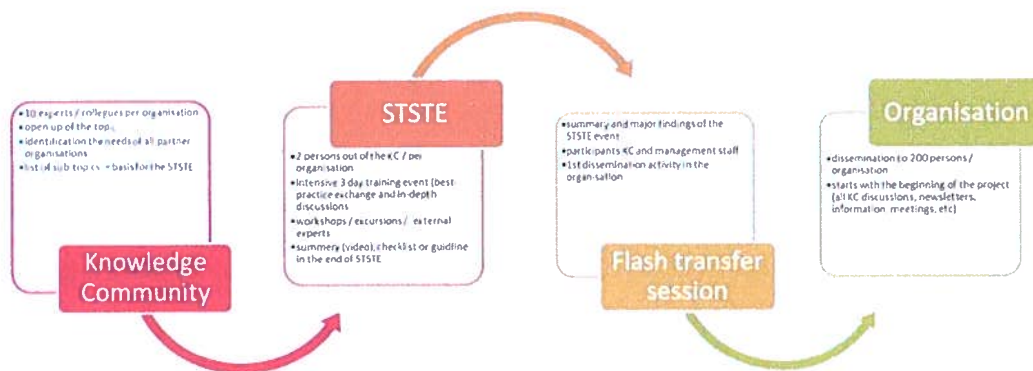 • 10 experts / collegues per organisation
• open up of the topic
• identification the needs of all partner
organisations
• list of sub topics = basis for the STSTE
Knowledge
Community
STSTE
• 2 persons out of the KC / per
organisation
• intensive 3 day training event (best
practice exchange and in-depth
discussions
• workshops / excursions / external
experts
• summery (video), checklist or guidline
in the end of STSTE
• summary and major findings of the
STSTE event
• participants KC and management staff
• 1st dissemination activity in the
organisation
Flash transfer
session
Organisation
• dissemination to 200 persons /
organisation
• starts with the beginning of the project
(all KC discussions, newsletters,
information meetings, etc)